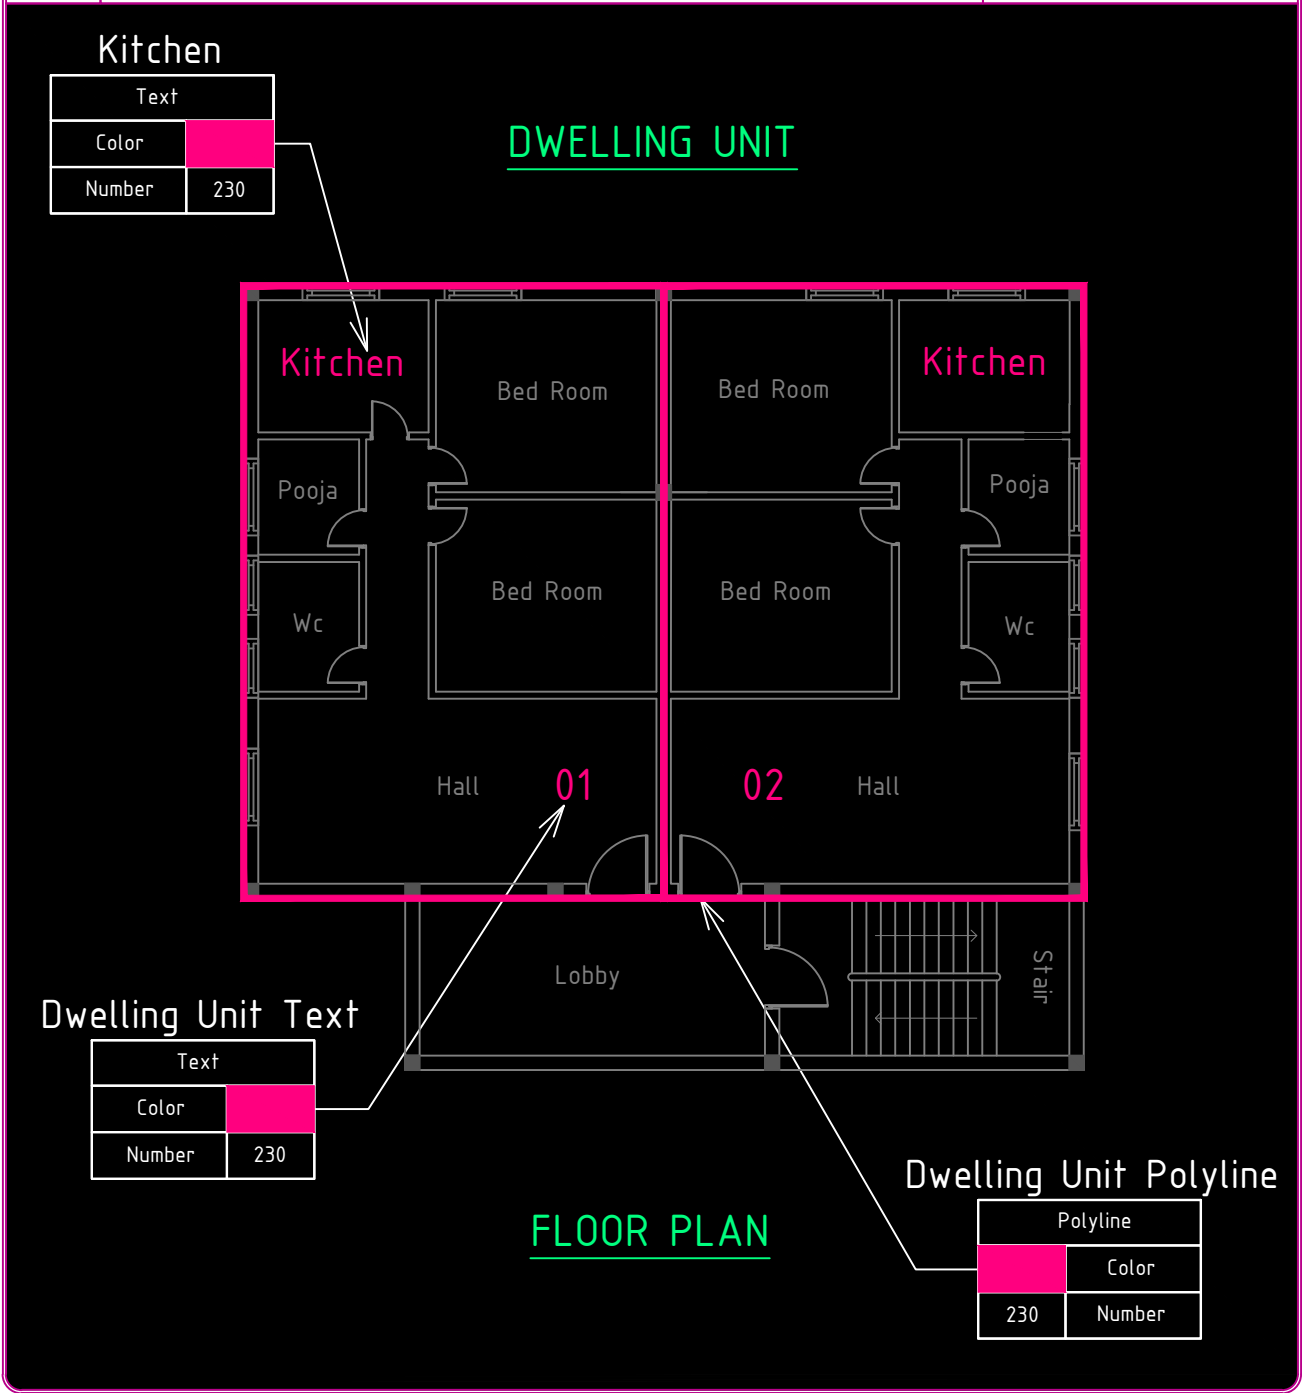 Kitchen
Text
Color
Number 230
DWELLING UNIT
Kitchen
Kitchen
Bed Room
Bed Room
Pooja
Pooja
Bed Room
Bed Room
Wc
Wc
Hall
01
02
Hall
Lobby
Stair
Dwelling Unit Text
Text
Color
Number 230
FLOOR PLAN
Dwelling Unit Polyline
Polyline
Color
230 Number